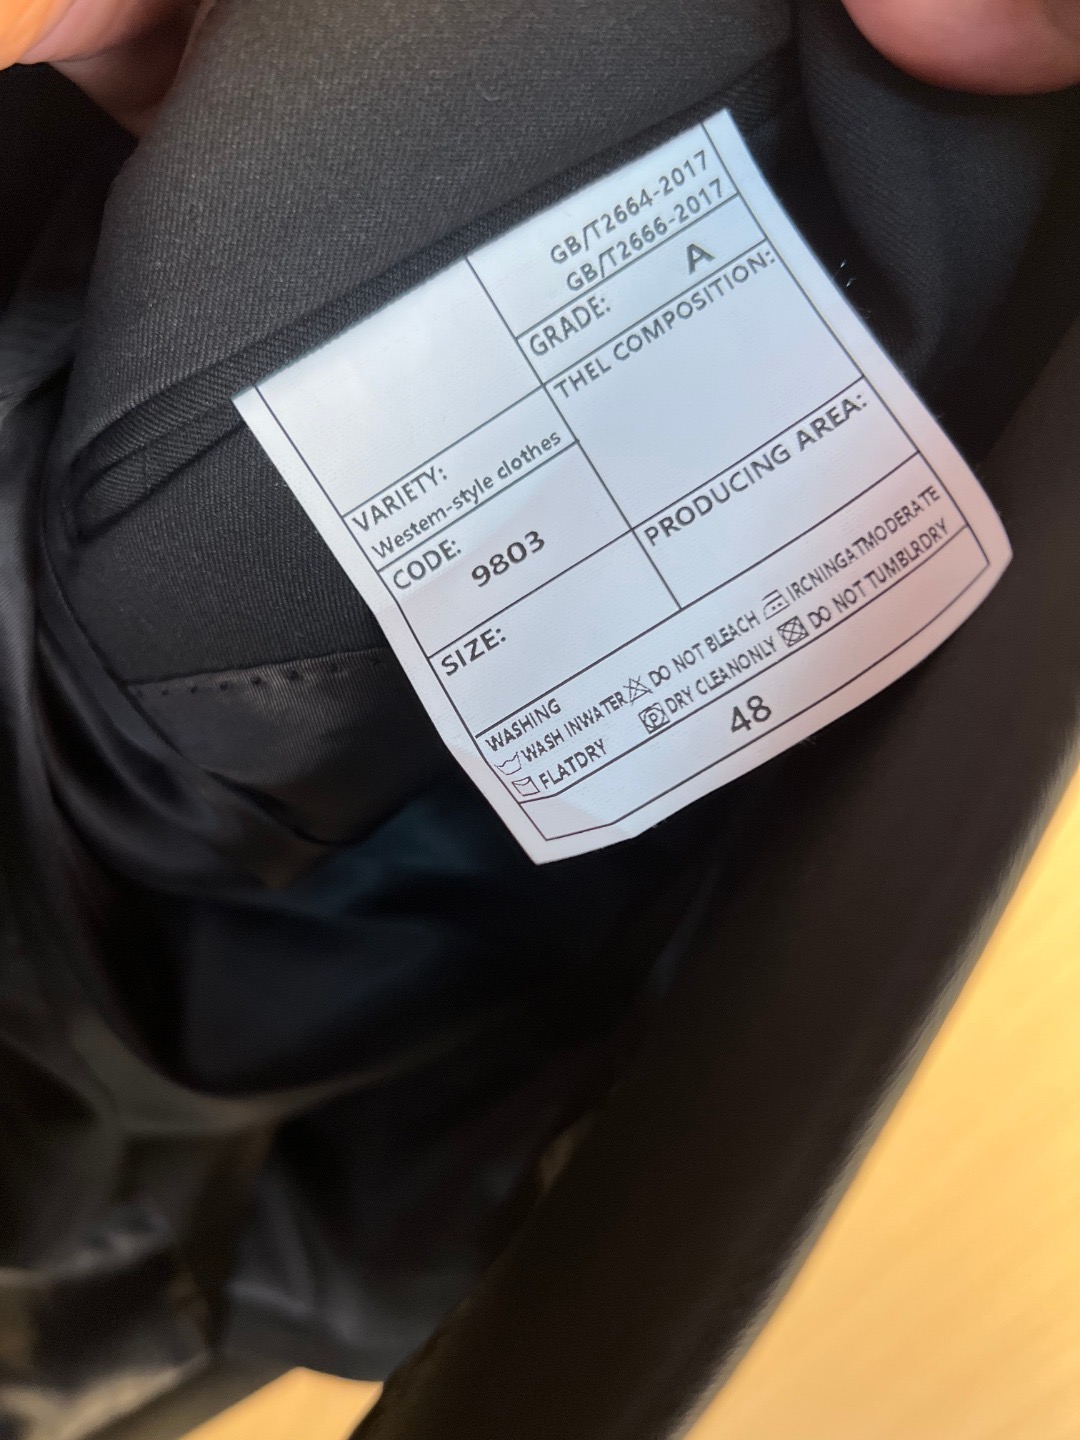 GB/T2664-2017
GB/T2666-2017
GRADE: A
THEL COMPOSITION:
VARIETY:
Westem-style clothes
CODE: 9803
PRODUCING AREA:
SIZE:
WASHING
WASH INWATER DO NOT BLEACH IRCNINGATMODERATE
FLATDRY DRY CLEANONLY DO NOT TUMBLRDRY
48